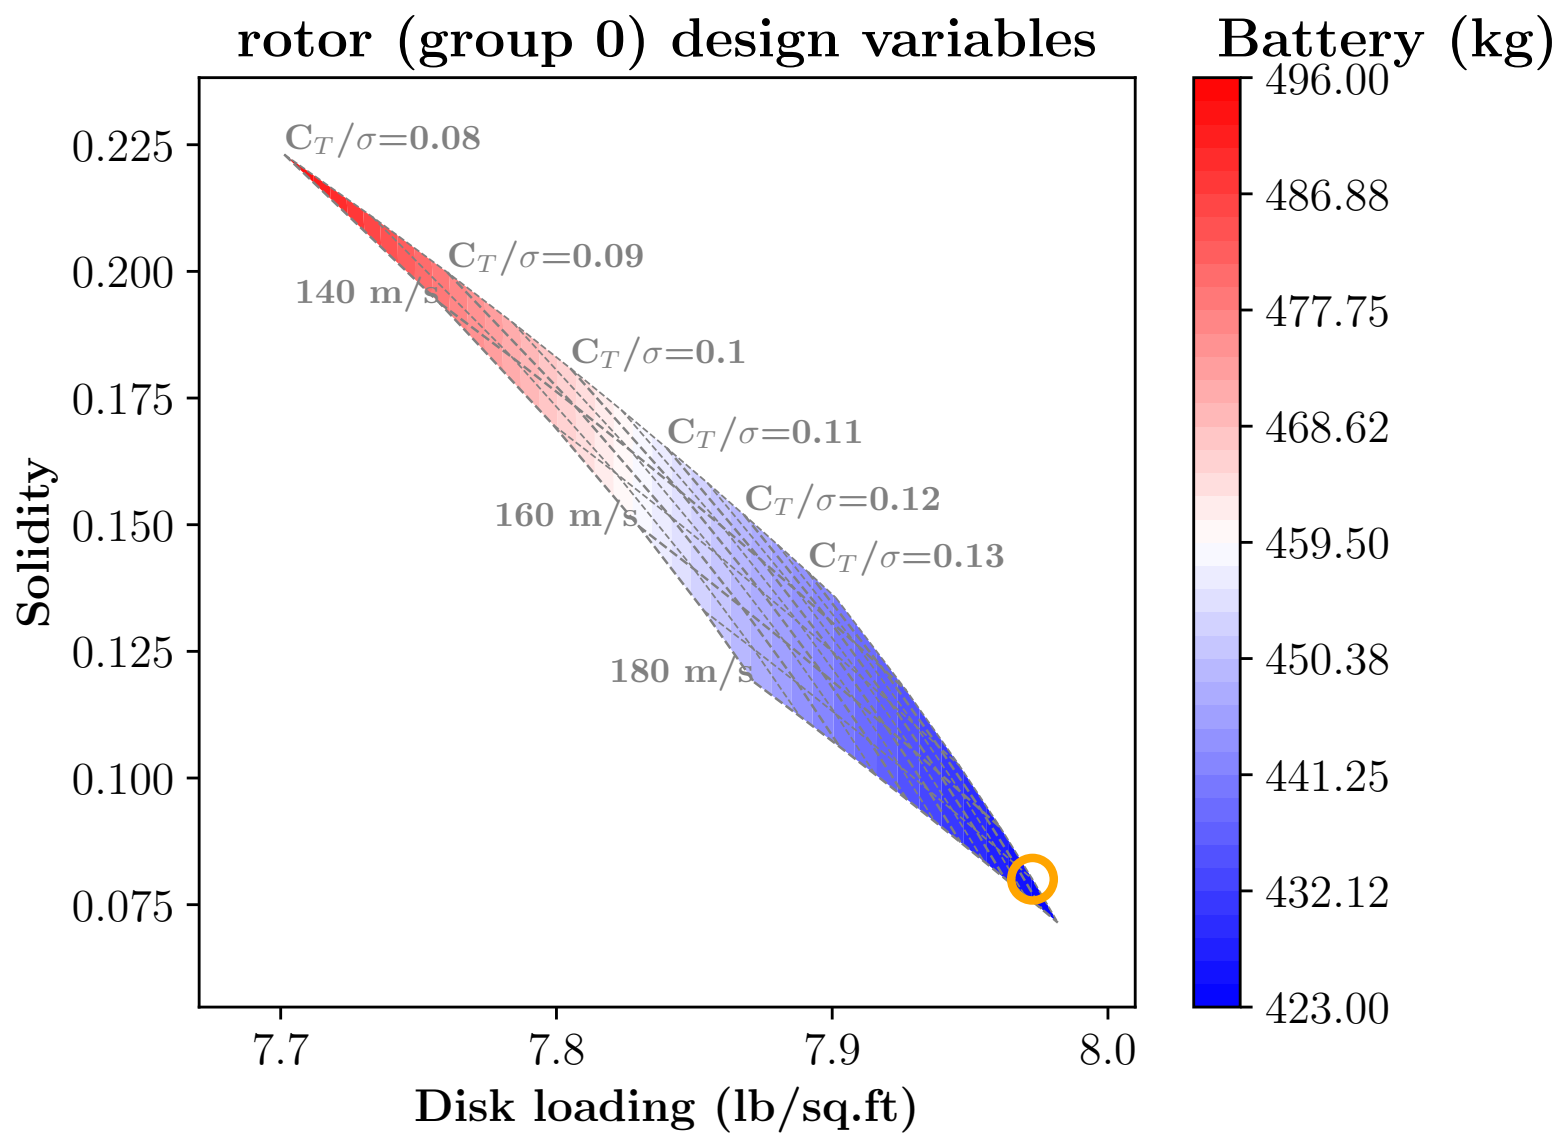 rotor (group 0) design variables
Battery (kg)
496.00
486.88
477.75
468.62
459.50
450.38
441.25
432.12
423.00
0.225
0.200
0.175
0.150
0.125
0.100
0.075
Solidity
C_T/σ=0.08
C_T/σ=0.09
140 m/s
C_T/σ=0.1
C_T/σ=0.11
C_T/σ=0.12
160 m/s
C_T/σ=0.13
180 m/s
7.7 7.8 7.9 8.0
Disk loading (lb/sq.ft)